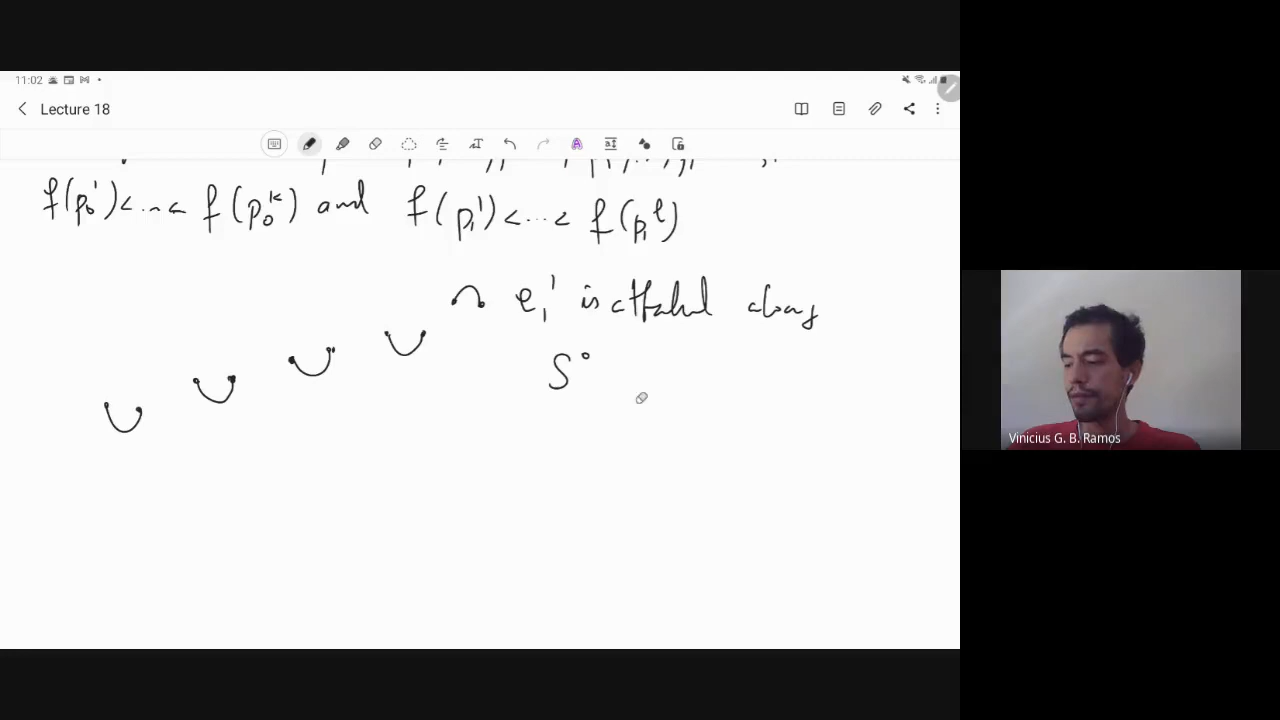 11:02
Lecture 18
f(p₀¹)<...< f(p₀ᵏ) and f(p₁¹)<...< f(p₁ˡ)
e₁¹ is attached along
S⁰
Vinicius G. B. Ramos